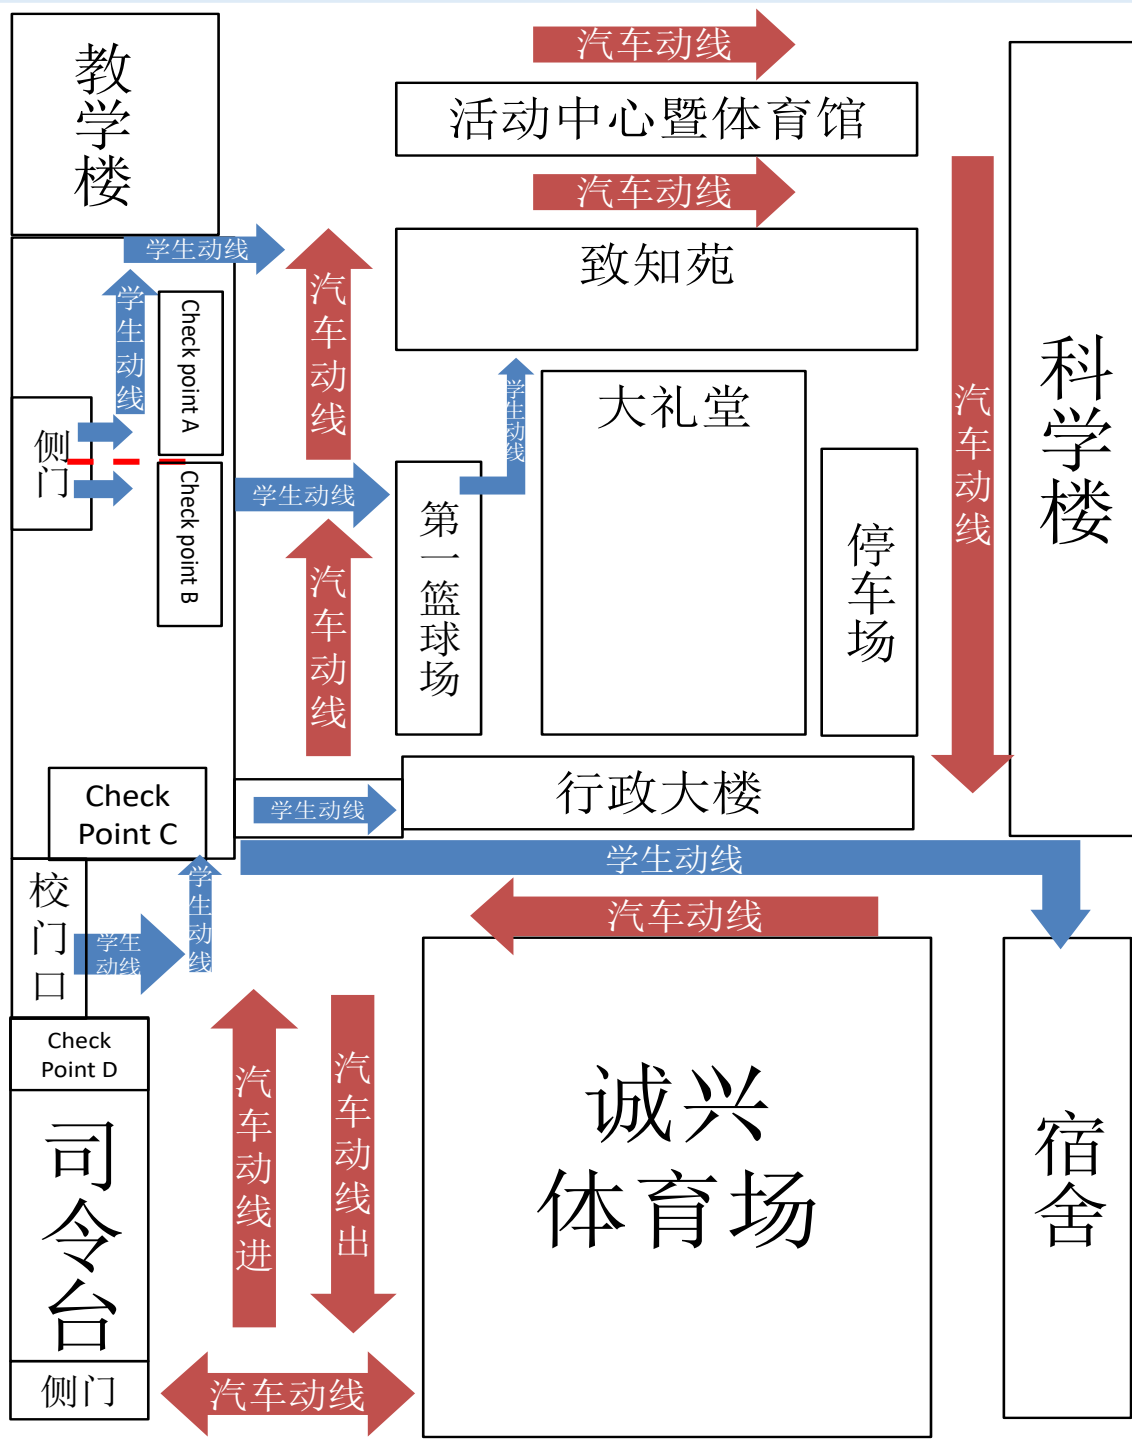 教学楼
汽车动线
活动中心暨体育馆
汽车动线
学生动线
汽车动线
致知苑
科学楼
学生动线
Check point A
学生动线
大礼堂
汽车动线
侧门
学生动线
Check point B
第一篮球场
停车场
汽车动线
Check
Point C
学生动线
行政大楼
学生动线
学生动线
校门口
学生
动线
汽车动线
Check
Point D
汽车动线进
汽车动线出
诚兴
体育场
宿舍
司令台
侧门
汽车动线